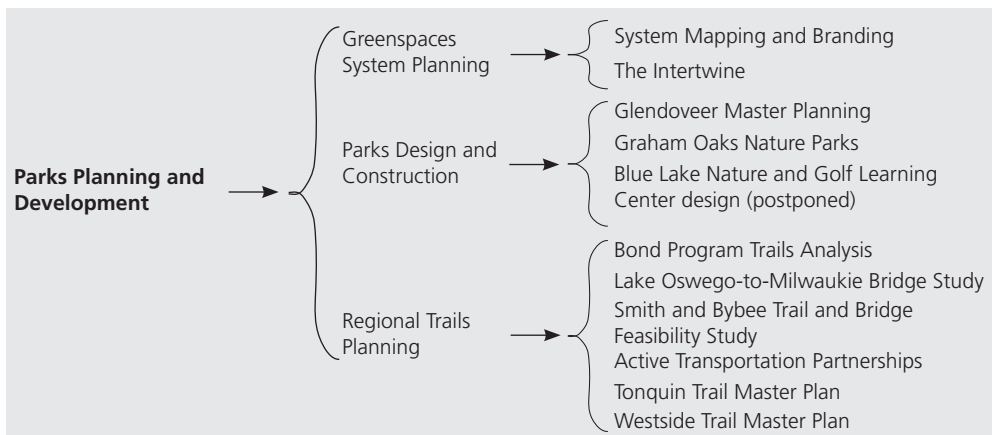 Parks Planning and
Development
Greenspaces
System Planning
System Mapping and Branding
The Intertwine
Parks Design and
Construction
Glendoveer Master Planning
Graham Oaks Nature Parks
Blue Lake Nature and Golf Learning
Center design (postponed)
Regional Trails
Planning
Bond Program Trails Analysis
Lake Oswego-to-Milwaukie Bridge Study
Smith and Bybee Trail and Bridge
Feasibility Study
Active Transportation Partnerships
Tonquin Trail Master Plan
Westside Trail Master Plan